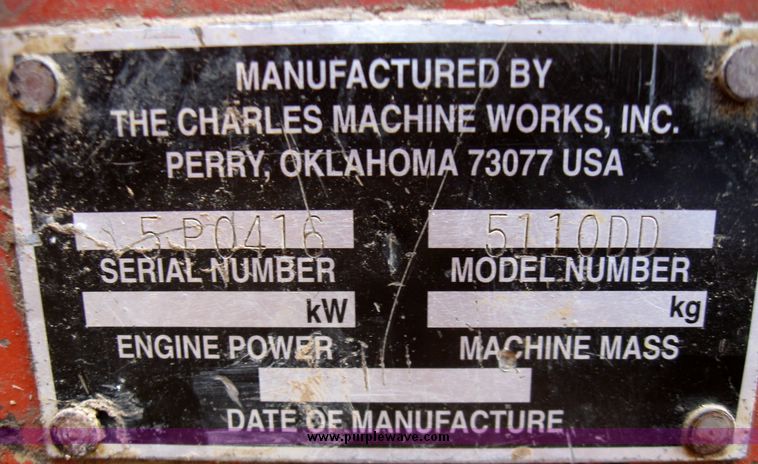 MANUFACTURED BY
THE CHARLES MACHINE WORKS, INC.
PERRY, OKLAHOMA 73077 USA
5P0416 5110DD
SERIAL NUMBER MODEL NUMBER
kW kg
ENGINE POWER MACHINE MASS
DATE OF MANUFACTURE
www.purplewave.com